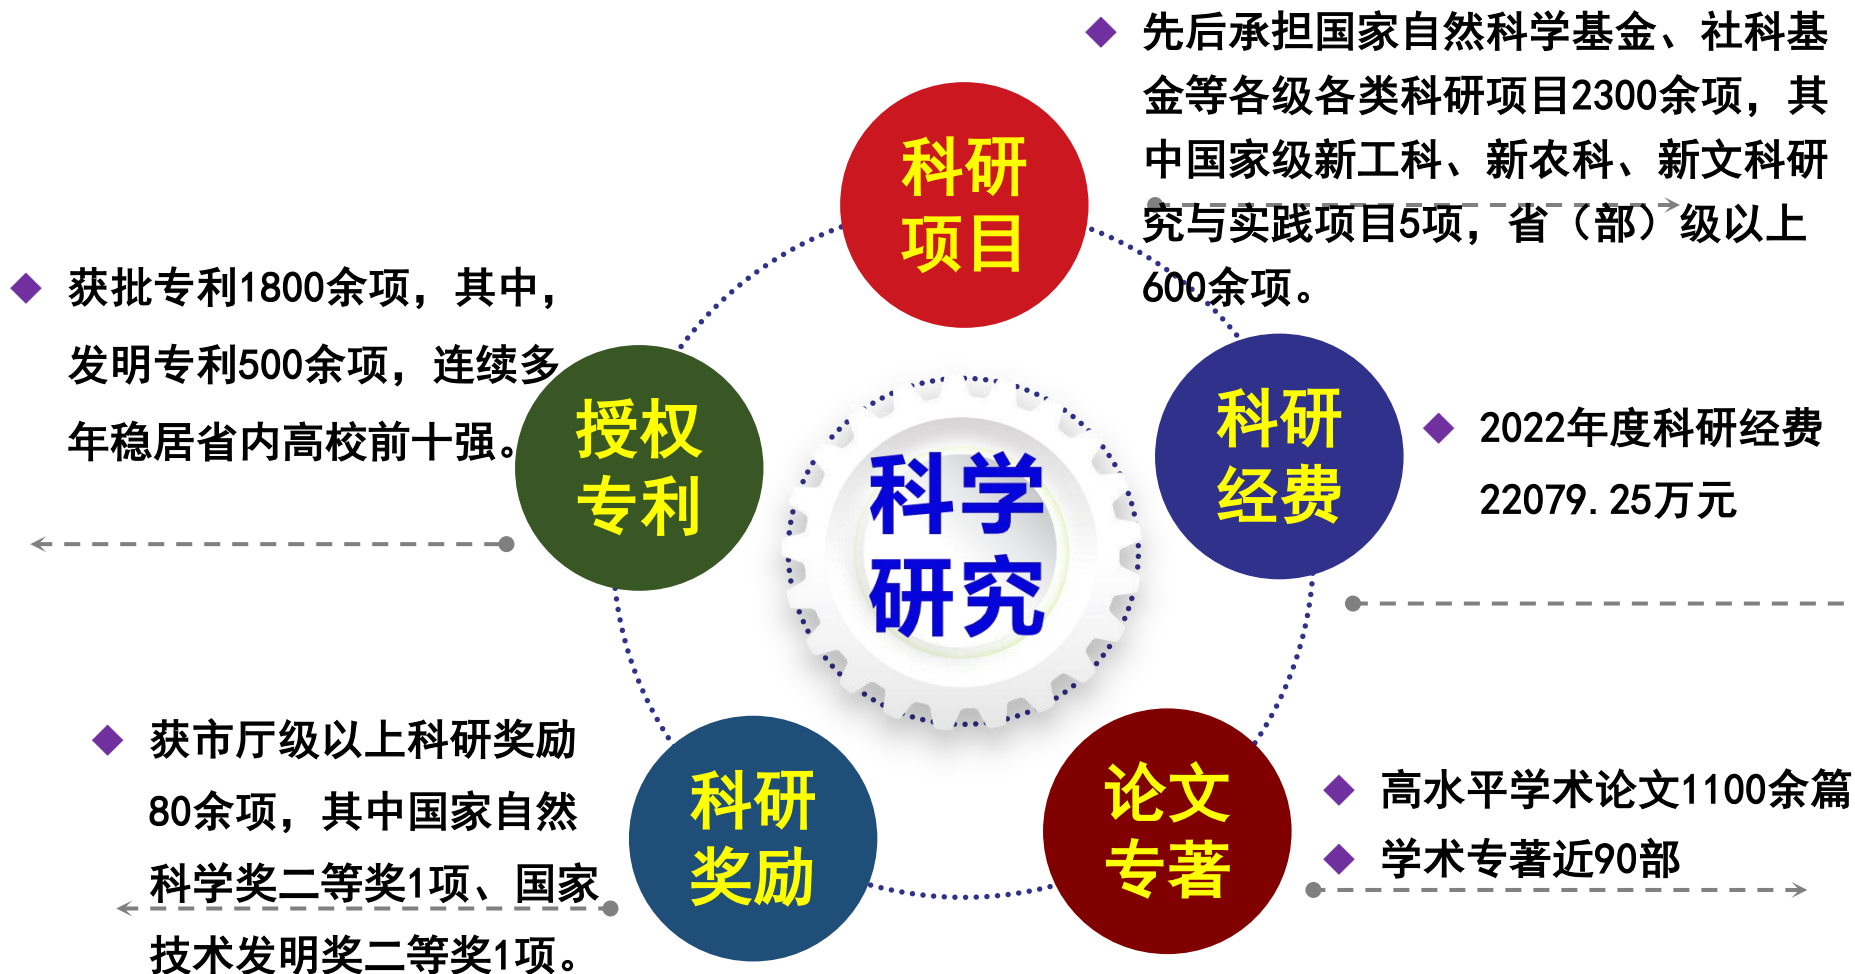 先后承担国家自然科学基金、社科基
金等各级各类科研项目2300余项，其
中国家级新工科、新农科、新文科研
究与实践项目5项，省（部）级以上
600余项。
科研
项目
获批专利1800余项，其中，
发明专利500余项，连续多
年稳居省内高校前十强。
授权
专利
科研
经费
2022年度科研经费
22079.25万元
科学
研究
获市厅级以上科研奖励
80余项，其中国家自然
科学奖二等奖1项、国家
技术发明奖二等奖1项。
科研
奖励
论文
专著
高水平学术论文1100余篇
学术专著近90部